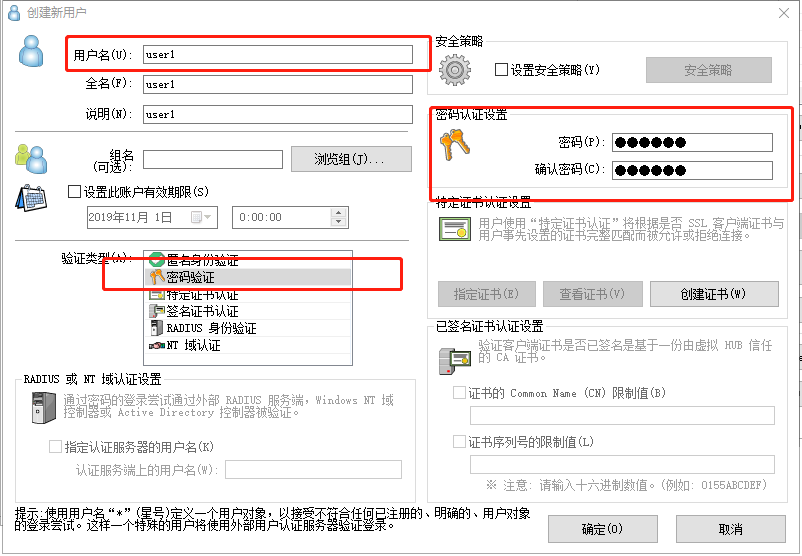 创建新用户
用户名(U):
user1
全名(F):
user1
说明(N):
user1
组名
(可选):
浏览组(J)...
设置此账户有效期限(S)
2019年11月 1日
0:00:00
验证类型(A):
匿名身份验证
密码验证
特定证书认证
签名证书认证
RADIUS 身份验证
NT 域认证
RADIUS 或 NT 域认证设置
通过密码的登录尝试通过外部 RADIUS 服务端, Windows NT 域
控制器或 Active Directory 控制器被验证。
指定认证服务器的用户名(K)
认证服务端上的用户名(W):
提示:使用用户名“*”(星号)定义一个用户对象, 以接受不符合任何已注册的、明确的、用户对象
的登录尝试。这样一个特殊的用户将使用外部用户认证服务器验证登录。
安全策略
设置安全策略(Y)
安全策略
密码认证设置
密码(P):
●●●●●●
确认密码(C):
●●●●●●
特定证书认证设置
用户使用“特定证书认证”将根据是否 SSL 客户端证书与
用户事先设置的证书完整匹配而被允许或拒绝连接。
指定证书(E)
查看证书(V)
创建证书(W)
已签名证书认证设置
验证客户端证书是否已签名是基于一份由虚拟 HUB 信任
的 CA 证书。
证书的 Common Name (CN) 限制值(B)
证书序列号的限制值(L)
※ 注意: 请输入十六进制数值。(例如: 0155ABCDEF)
确定(O)
取消